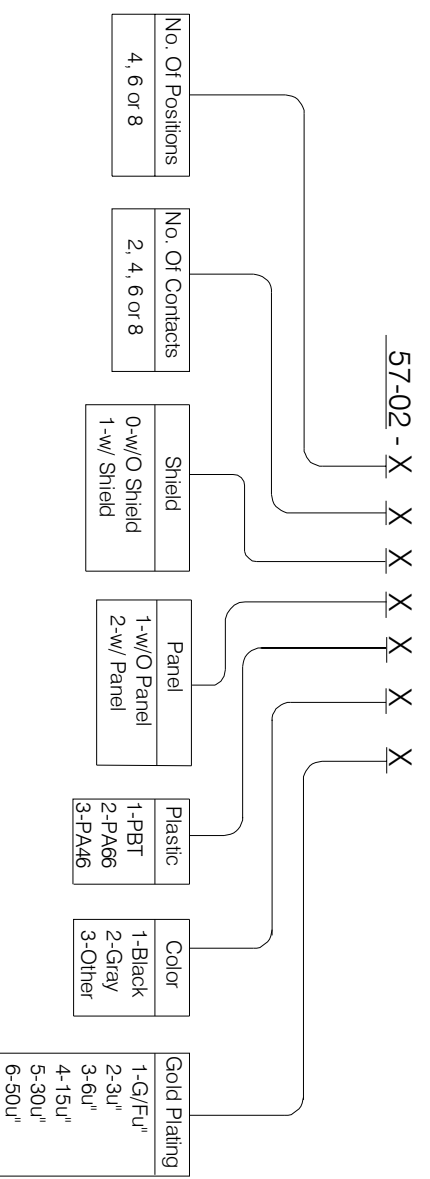 57-02 - X X X X X X X
No. Of Positions
4, 6 or 8
No. Of Contacts
2, 4, 6 or 8
Shield
0-w/O Shield
1-w/ Shield
Panel
1-w/O Panel
2-w/ Panel
Plastic
1-PBT
2-PA66
3-PA46
Color
1-Black
2-Gray
3-Other
Gold Plating
1-G/Fu"
2-3u"
3-6u"
4-15u"
5-30u"
6-50u"